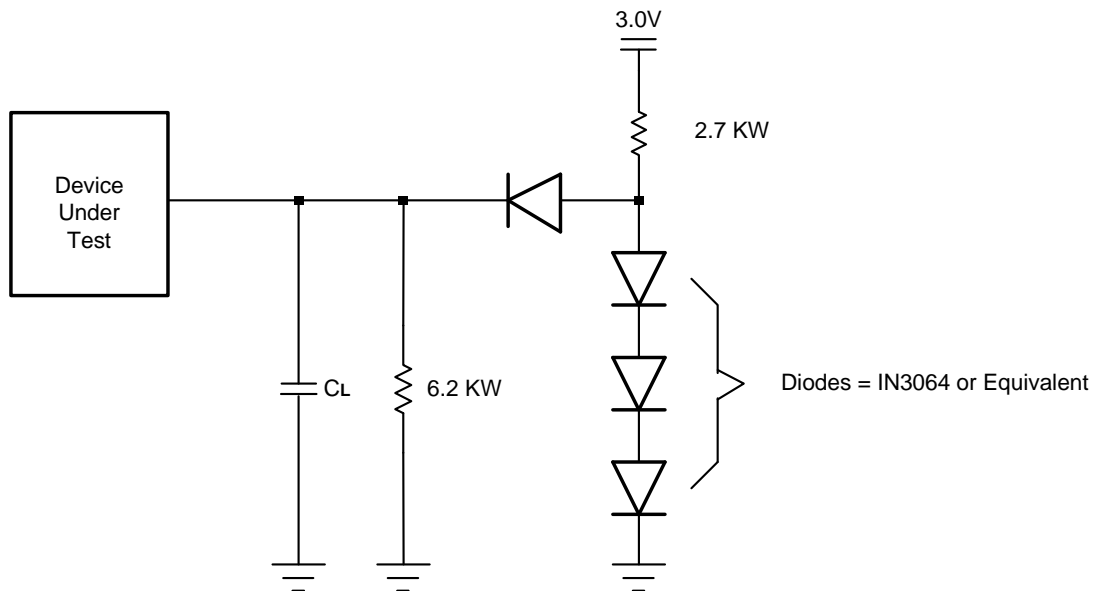 3.0V
2.7 KW
Device
Under
Test
CL
6.2 KW
Diodes = IN3064 or Equivalent